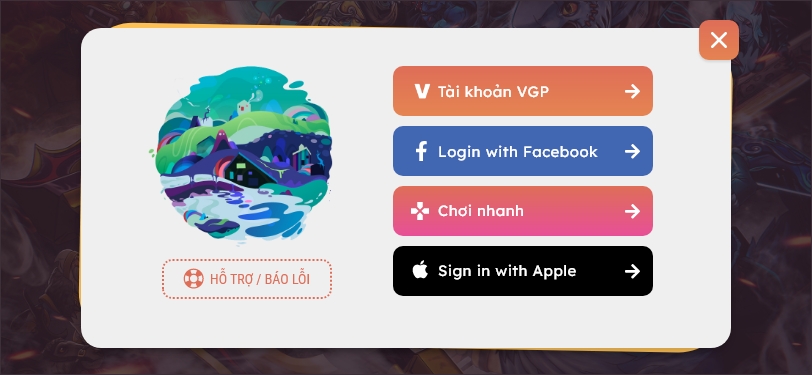 Tài khoản VGP
Login with Facebook
Chơi nhanh
Sign in with Apple
HỖ TRỢ / BÁO LỖI